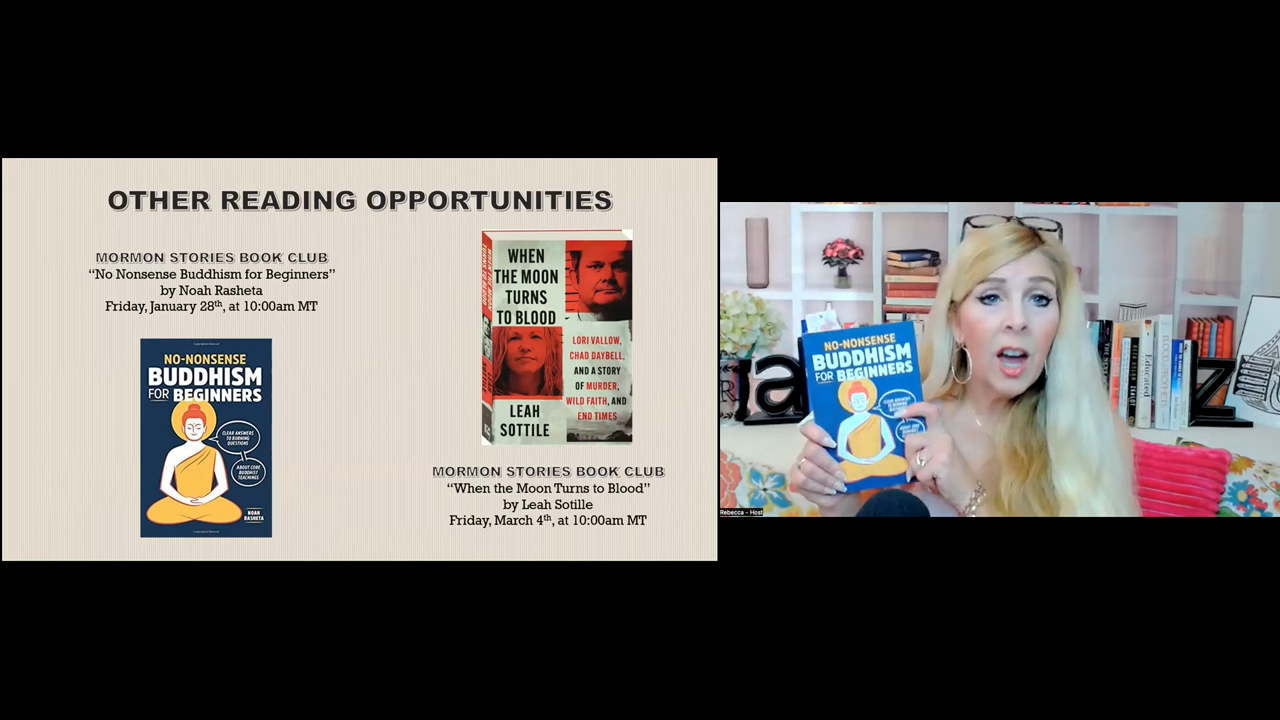 OTHER READING OPPORTUNITIES
MORMON STORIES BOOK CLUB
“No Nonsense Buddhism for Beginners”
by Noah Rasheta
Friday, January 28th, at 10:00am MT
NO-NONSENSE
BUDDHISM
FOR BEGINNERS
CLEAR ANSWERS
TO BURNING
QUESTIONS
ABOUT CORE
BUDDHIST
TEACHINGS
NOAH
RASHETA
WHEN
THE MOON
TURNS
TO BLOOD
LORI VALLOW,
CHAD DAYBELL,
AND A STORY
OF MURDER,
WILD FAITH, AND
END TIMES
LEAH
SOTTILE
MORMON STORIES BOOK CLUB
“When the Moon Turns to Blood”
by Leah Sotille
Friday, March 4th, at 10:00am MT
NO-NONSENSE
BUDDHISM
FOR BEGINNERS
a
Educated
ZEALOT
z
Rebecca - Host